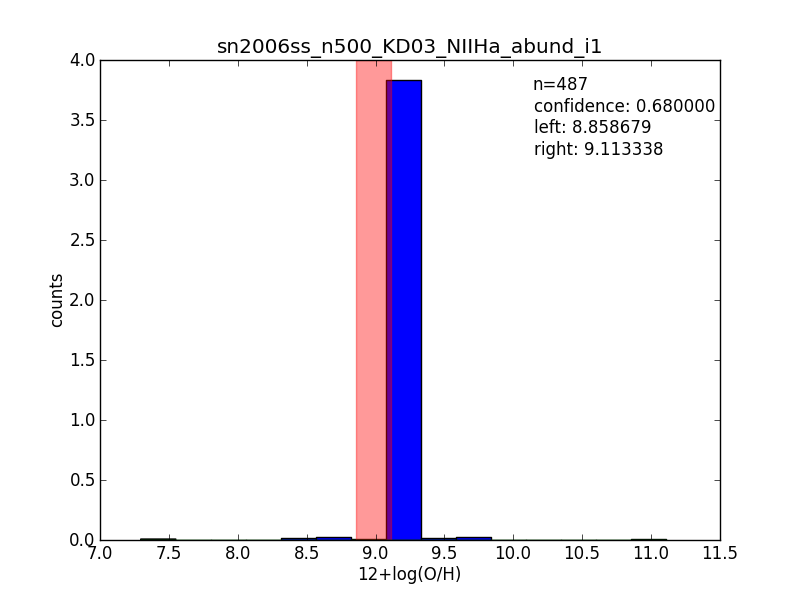 sn2006ss_n500_KD03_NIIHa_abund_i1
n=487
confidence: 0.680000
left: 8.858679
right: 9.113338
4.0
3.5
3.0
2.5
2.0
1.5
1.0
0.5
0.0
counts
7.0 7.5 8.0 8.5 9.0 9.5 10.0 10.5 11.0 11.5
12+log(O/H)